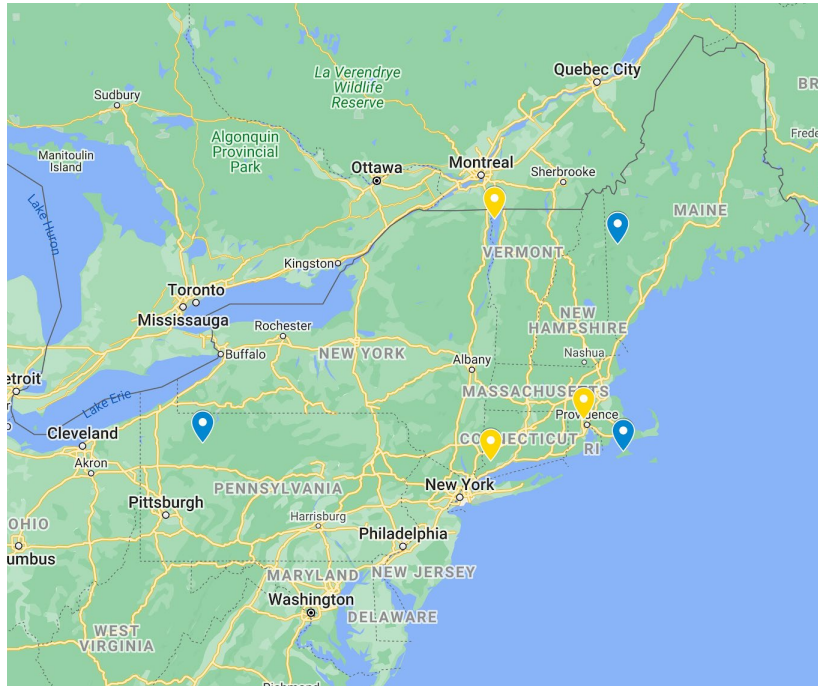 Quebec City
La Verendrye
Wildlife
Reserve
BR
Sudbury
Frede
Algonquin
Provincial
Park
Manitoulin
Island
Ottawa
Montreal
Sherbrooke
Lake Huron
MAINE
VERMONT
Kingston
Toronto
Mississauga
NEW
HAMPSHIRE
Rochester
Buffalo
NEW YORK
Albany
Nashua
etroit
Lake Erie
MASSACHUSETTS
Providence
Cleveland
CONNECTICUT
RI
Akron
New York
PENNSYLVANIA
Pittsburgh
Harrisburg
OHIO
Philadelphia
umbus
MARYLAND
NEW JERSEY
Washington
DELAWARE
WEST
VIRGINIA